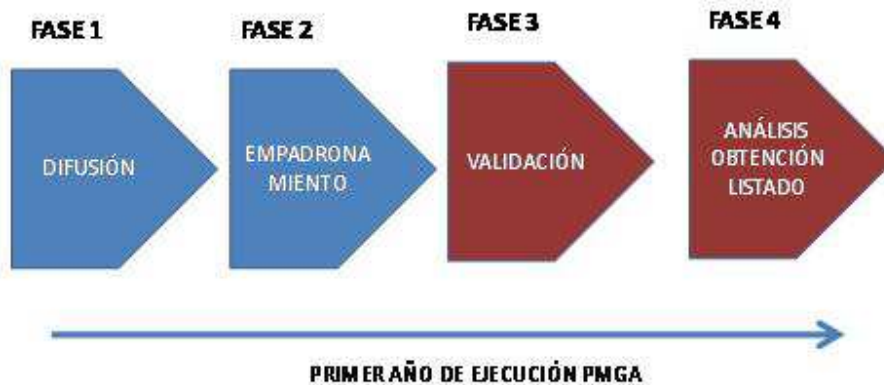 FASE 1
FASE 2
FASE 3
FASE 4
DIFUSIÓN
EMPADRONA
MIENTO
VALIDACIÓN
ANÁLISIS
OBTENCIÓN
LISTADO
PRIMER AÑO DE EJECUCIÓN PMGA